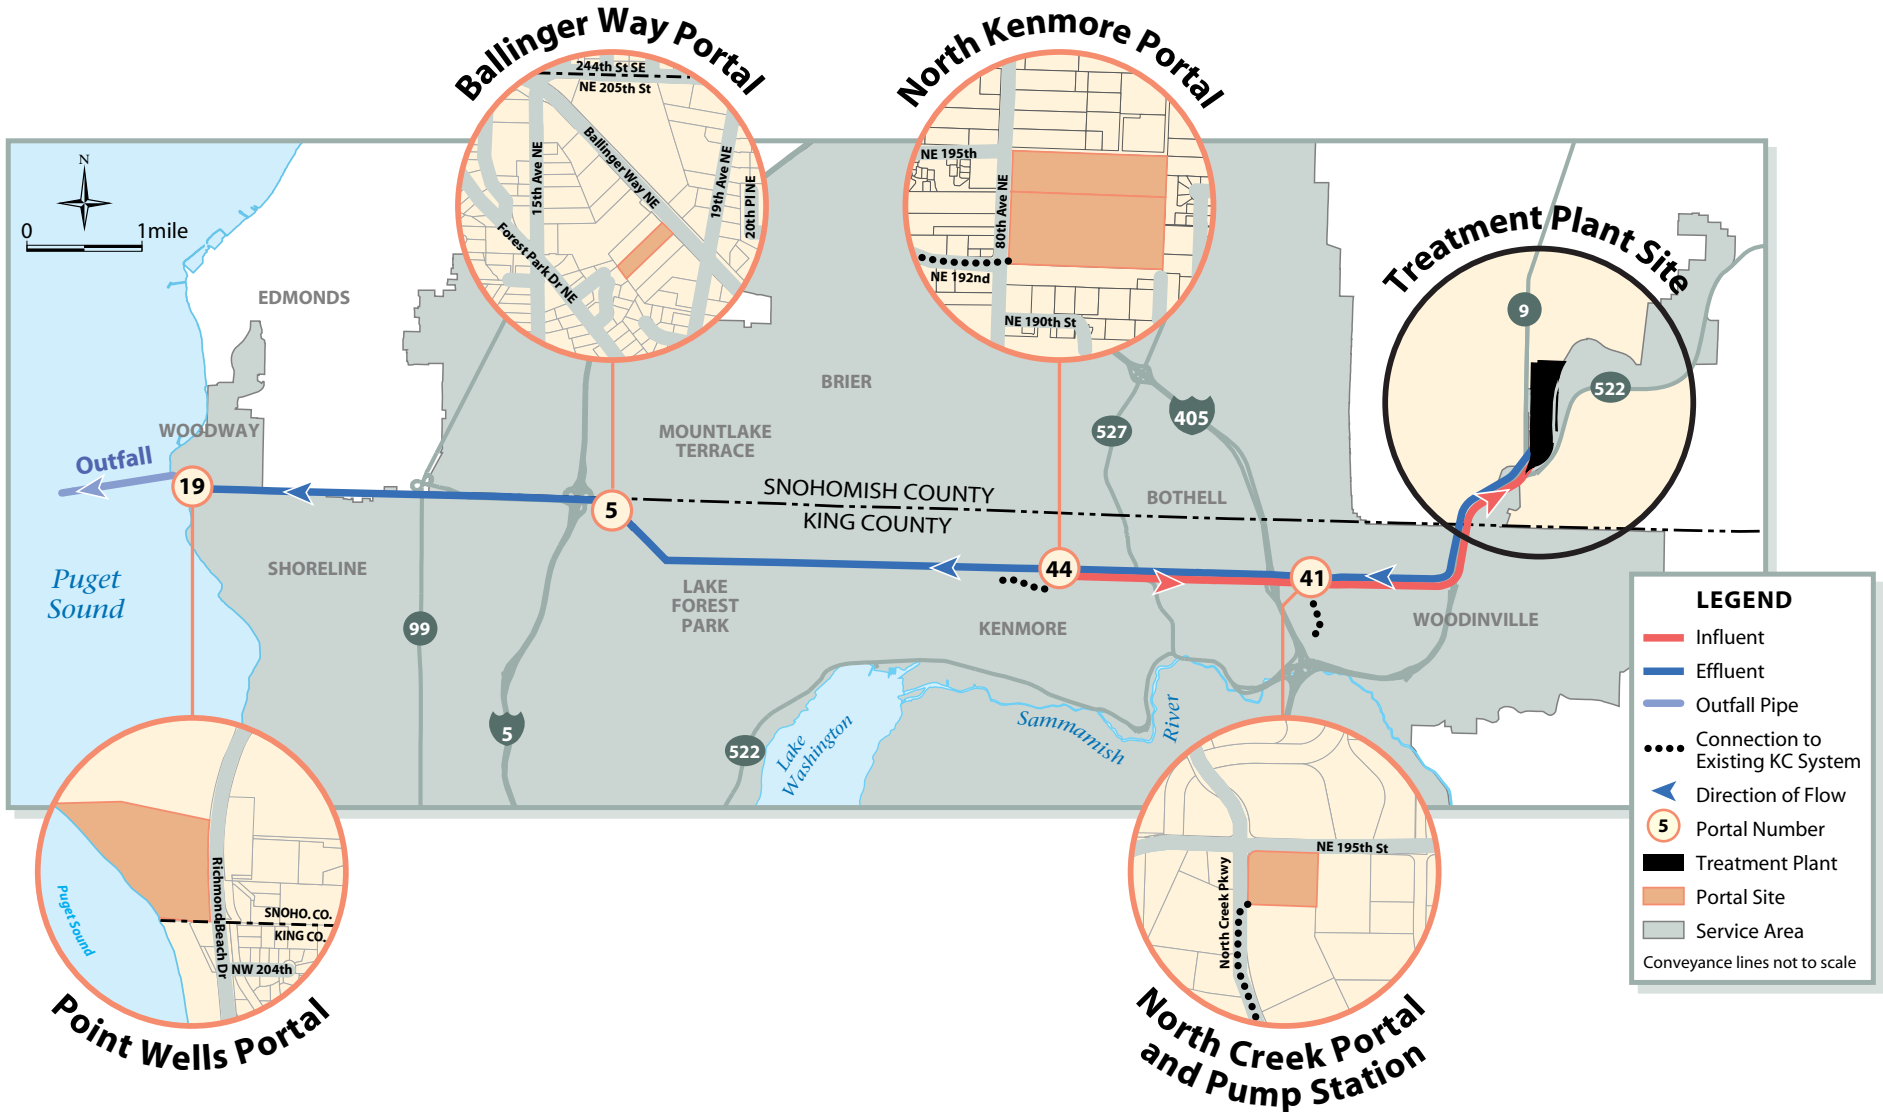 Ballinger Way Portal
244th St SE
NE 205th St
15th Ave NE
Ballinger Way NE
19th Ave NE
20th Pl NE
Forest Park Dr NE
North Kenmore Portal
NE 195th
80th Ave NE
NE 192nd
NE 190th St
Treatment Plant Site
9
522
N
0 1mile
EDMONDS
WOODWAY
Outfall
19
BRIER
MOUNTLAKE
TERRACE
527
405
BOTHELL
SNOHOMISH COUNTY
KING COUNTY
5
44
41
Puget
Sound
SHORELINE
99
LAKE
FOREST
PARK
KENMORE
WOODINVILLE
5
522
Lake
Washington
Sammamish
River
Point Wells Portal
Puget Sound
Richmond Beach Dr
SNOHO. CO.
KING CO.
NW 204th
North Creek Portal
and Pump Station
NE 195th St
North Creek Pkwy
LEGEND
Influent
Effluent
Outfall Pipe
Connection to
Existing KC System
Direction of Flow
5 Portal Number
Treatment Plant
Portal Site
Service Area
Conveyance lines not to scale